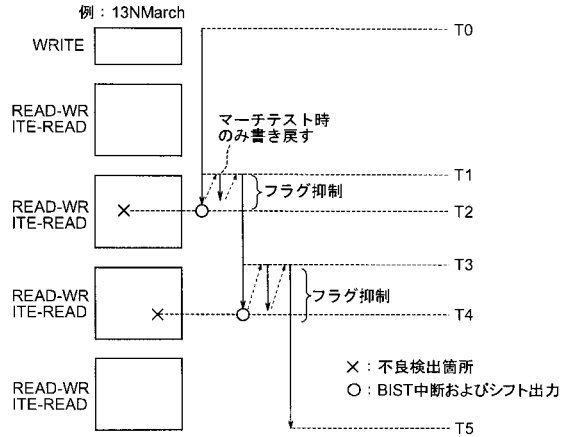 例：13NMarch
WRITE
T0
READ-WR
ITE-READ
マーチテスト時
のみ書き戻す
T1
フラグ抑制
READ-WR
ITE-READ
T2
T3
READ-WR
ITE-READ
フラグ抑制
T4
×：不良検出箇所
○：BIST中断およびシフト出力
READ-WR
ITE-READ
T5